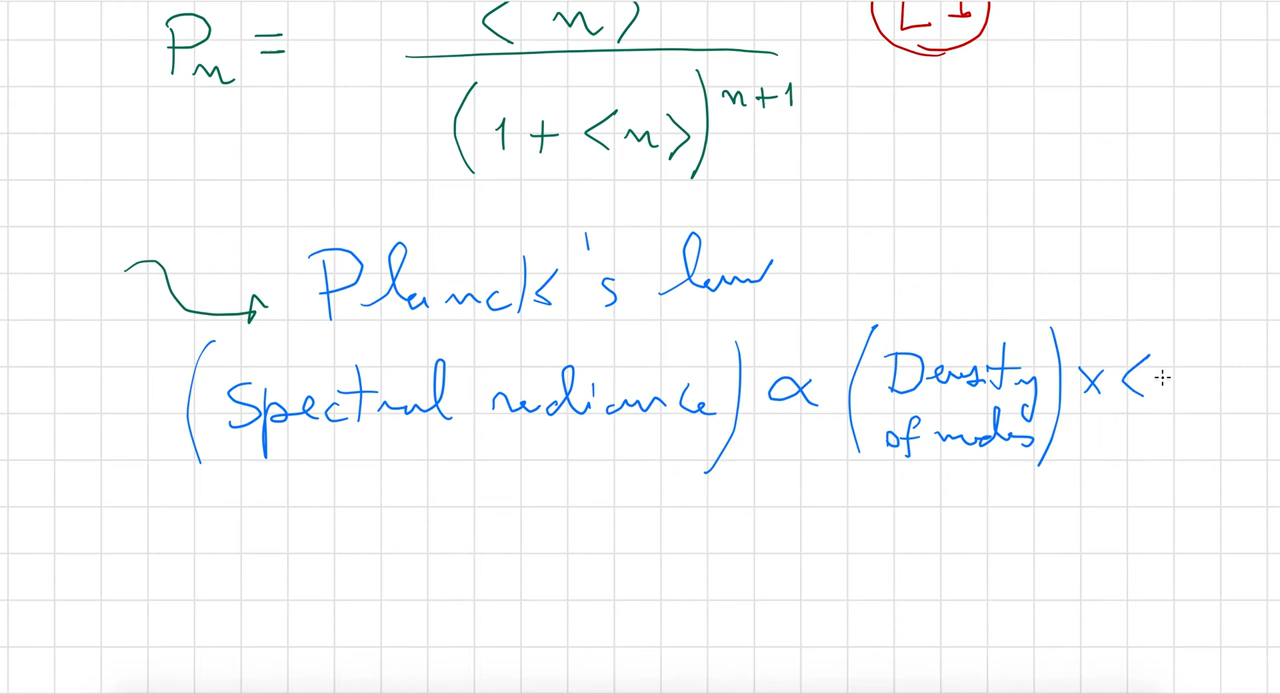 P_n = <n> / (1 + <n>)^{n+1}
Planck's law
(Spectral radiance) ∝ (Density of modes) × <